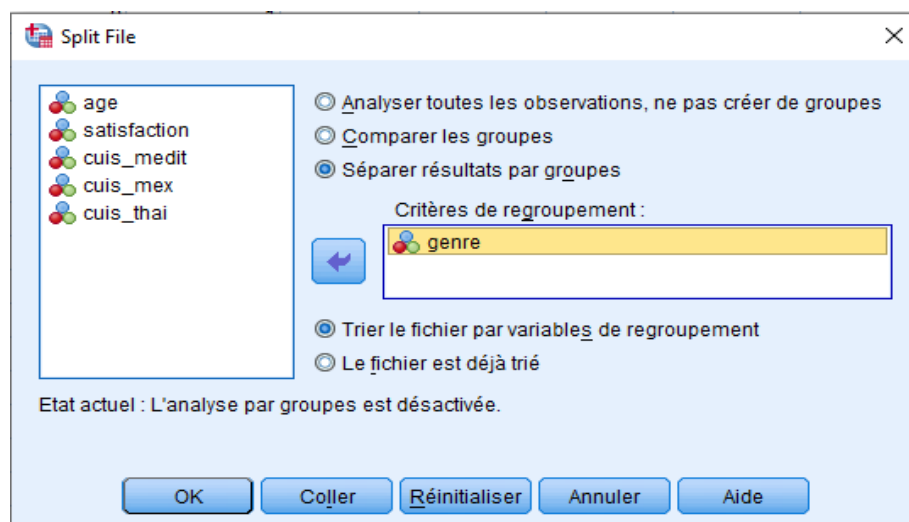 Split File
age
satisfaction
cuis_medit
cuis_mex
cuis_thai
Analyser toutes les observations, ne pas créer de groupes
Comparer les groupes
Séparer résultats par groupes
Critères de regroupement :
genre
Trier le fichier par variables de regroupement
Le fichier est déjà trié
Etat actuel : L'analyse par groupes est désactivée.
OK
Coller
Réinitialiser
Annuler
Aide